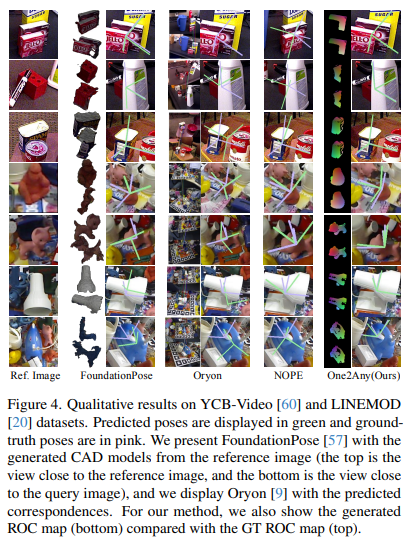 Ref. Image FoundationPose Oryon NOPE One2Any(Ours)
Figure 4. Qualitative results on YCB-Video [60] and LINEMOD
[20] datasets. Predicted poses are displayed in green and ground-
truth poses are in pink. We present FoundationPose [57] with the
generated CAD models from the reference image (the top is the
view close to the reference image, and the bottom is the view close
to the query image), and we display Oryon [9] with the predicted
correspondences. For our method, we also show the generated
ROC map (bottom) compared with the GT ROC map (top).